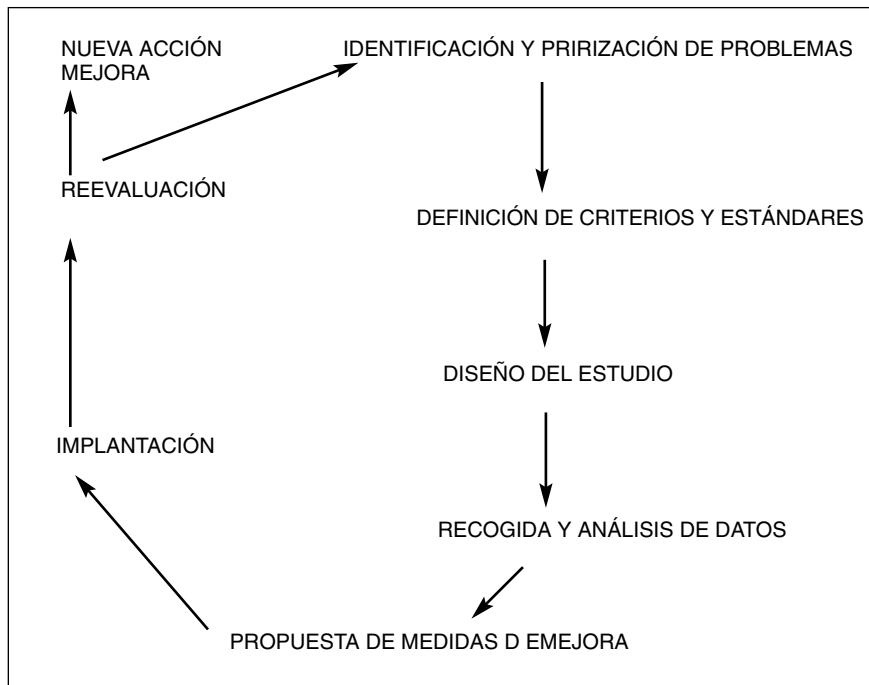 NUEVA ACCIÓN
MEJORA
IDENTIFICACIÓN Y PRIRIZACIÓN DE PROBLEMAS
REEVALUACIÓN
DEFINICIÓN DE CRITERIOS Y ESTÁNDARES
DISEÑO DEL ESTUDIO
IMPLANTACIÓN
RECOGIDA Y ANÁLISIS DE DATOS
PROPUESTA DE MEDIDAS D EMEJORA